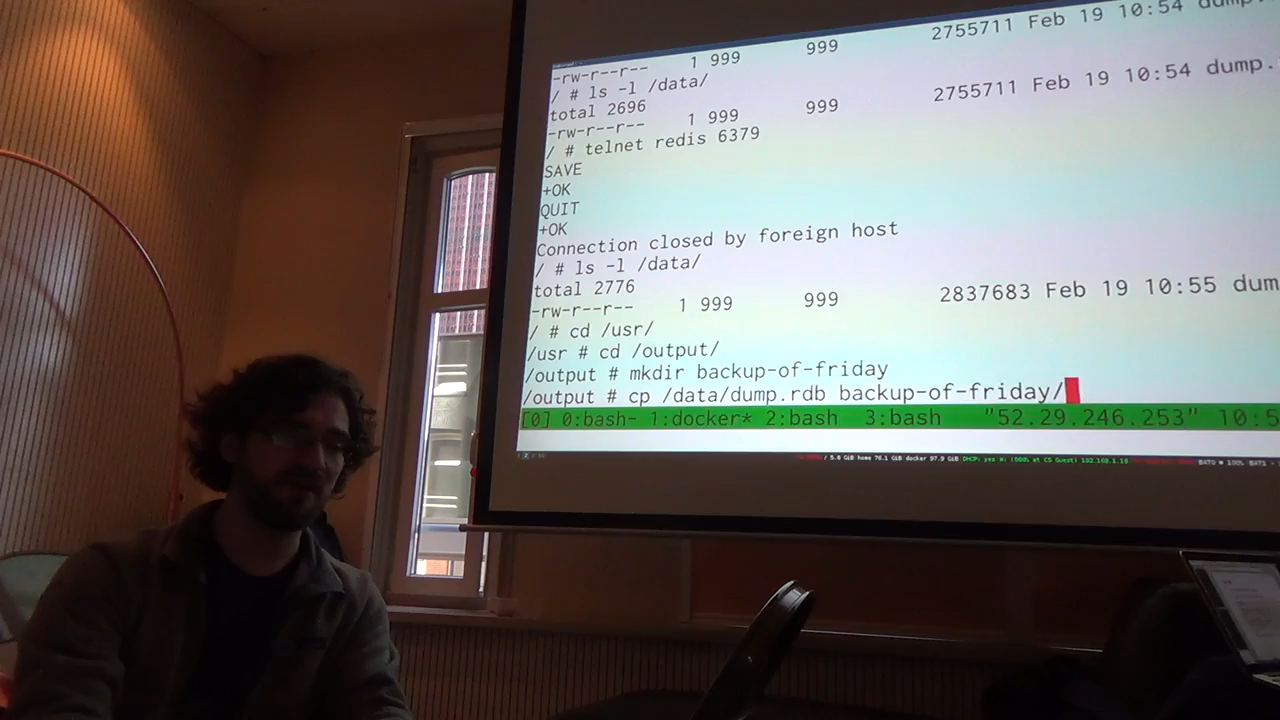 -rw-r--r-- 1 999 999 2755711 Feb 19 10:54 dump.
/ # ls -l /data/
total 2696
-rw-r--r-- 1 999 999 2755711 Feb 19 10:54 dump.
/ # telnet redis 6379
SAVE
+OK
QUIT
+OK
Connection closed by foreign host
/ # ls -l /data/
total 2776
-rw-r--r-- 1 999 999 2837683 Feb 19 10:55 dum
/ # cd /usr/
/usr # cd /output/
/output # mkdir backup-of-friday
/output # cp /data/dump.rdb backup-of-friday/
[0] 0:bash- 1:docker* 2:bash 3:bash "52.29.246.253" 10:5